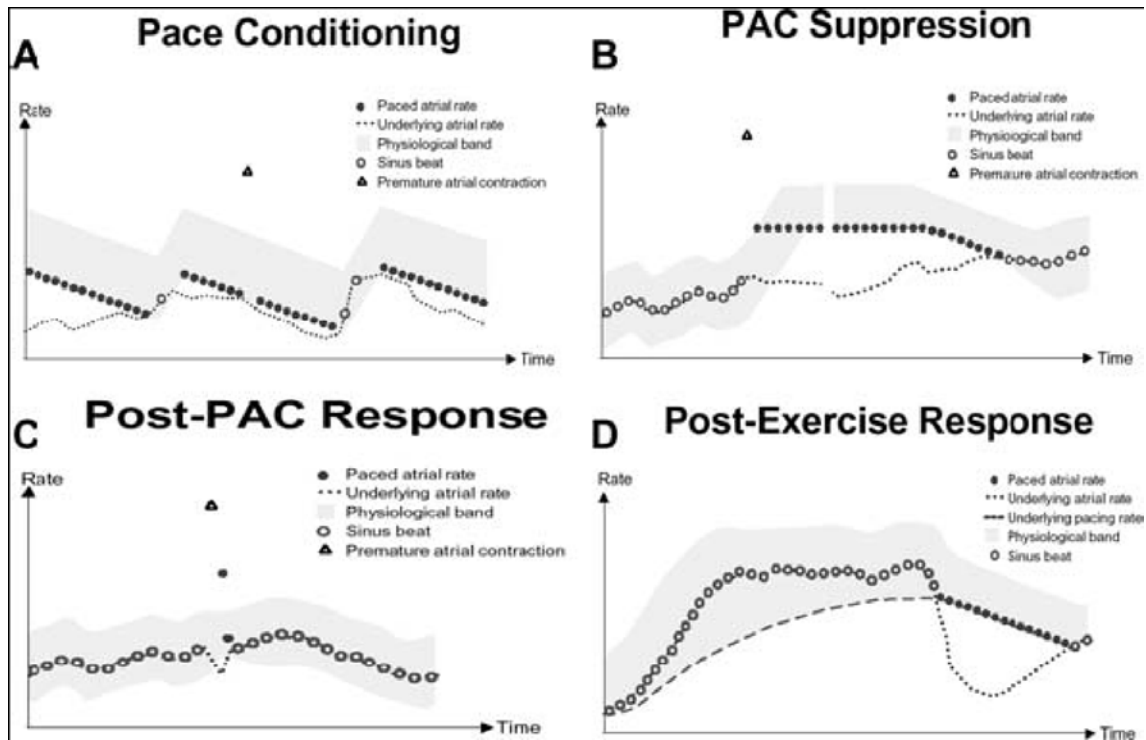 A
Pace Conditioning
Rate
Paced atrial rate
Underlying atrial rate
Physiological band
Sinus beat
Premature atrial contraction
Time
B
PAC Suppression
Rate
Paced atrial rate
Underlying atrial rate
Physiological band
Sinus beat
Premature atrial contraction
Time
C
Post-PAC Response
Rate
Paced atrial rate
Underlying atrial rate
Physiological band
Sinus beat
Premature atrial contraction
Time
D
Post-Exercise Response
Rate
Paced atrial rate
Underlying atrial rate
Underlying pacing rate
Physiological band
Sinus beat
Time